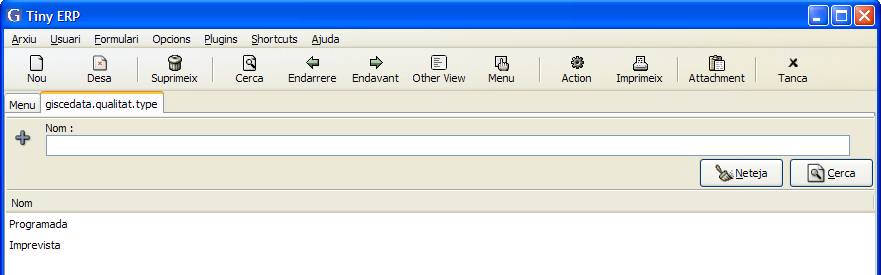 G Tiny ERP
Arxiu Usuari Formulari Opcions Plugins Shortcuts Ajuda
Nou Desa Suprimeix Cerca Endarrere Endavant Other View Menu Action Imprimeix Attachment Tanca
Menu giscedata.qualitat.type
Nom :
Neteja Cerca
Nom
Programada
Imprevista